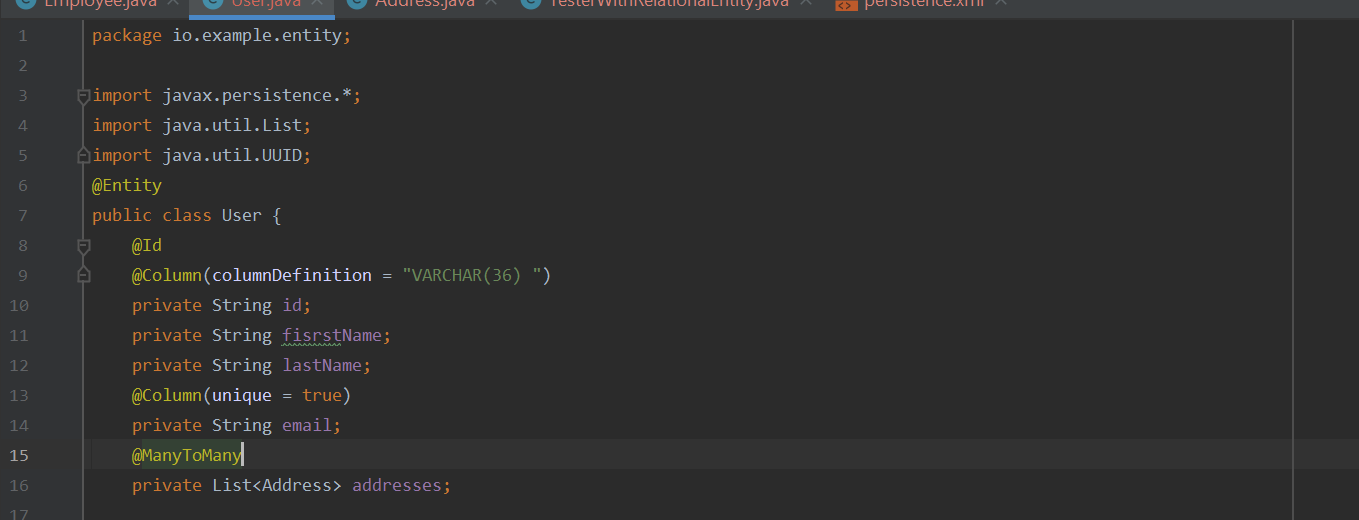 Employee.java User.java Address.java TesterWithRelationalEntity.java persistence.xml
1 package io.example.entity;
2
3 import javax.persistence.*;
4 import java.util.List;
5 import java.util.UUID;
6 @Entity
7 public class User {
8 @Id
9 @Column(columnDefinition = "VARCHAR(36) ")
10 private String id;
11 private String fisrstName;
12 private String lastName;
13 @Column(unique = true)
14 private String email;
15 @ManyToMany
16 private List<Address> addresses;
17